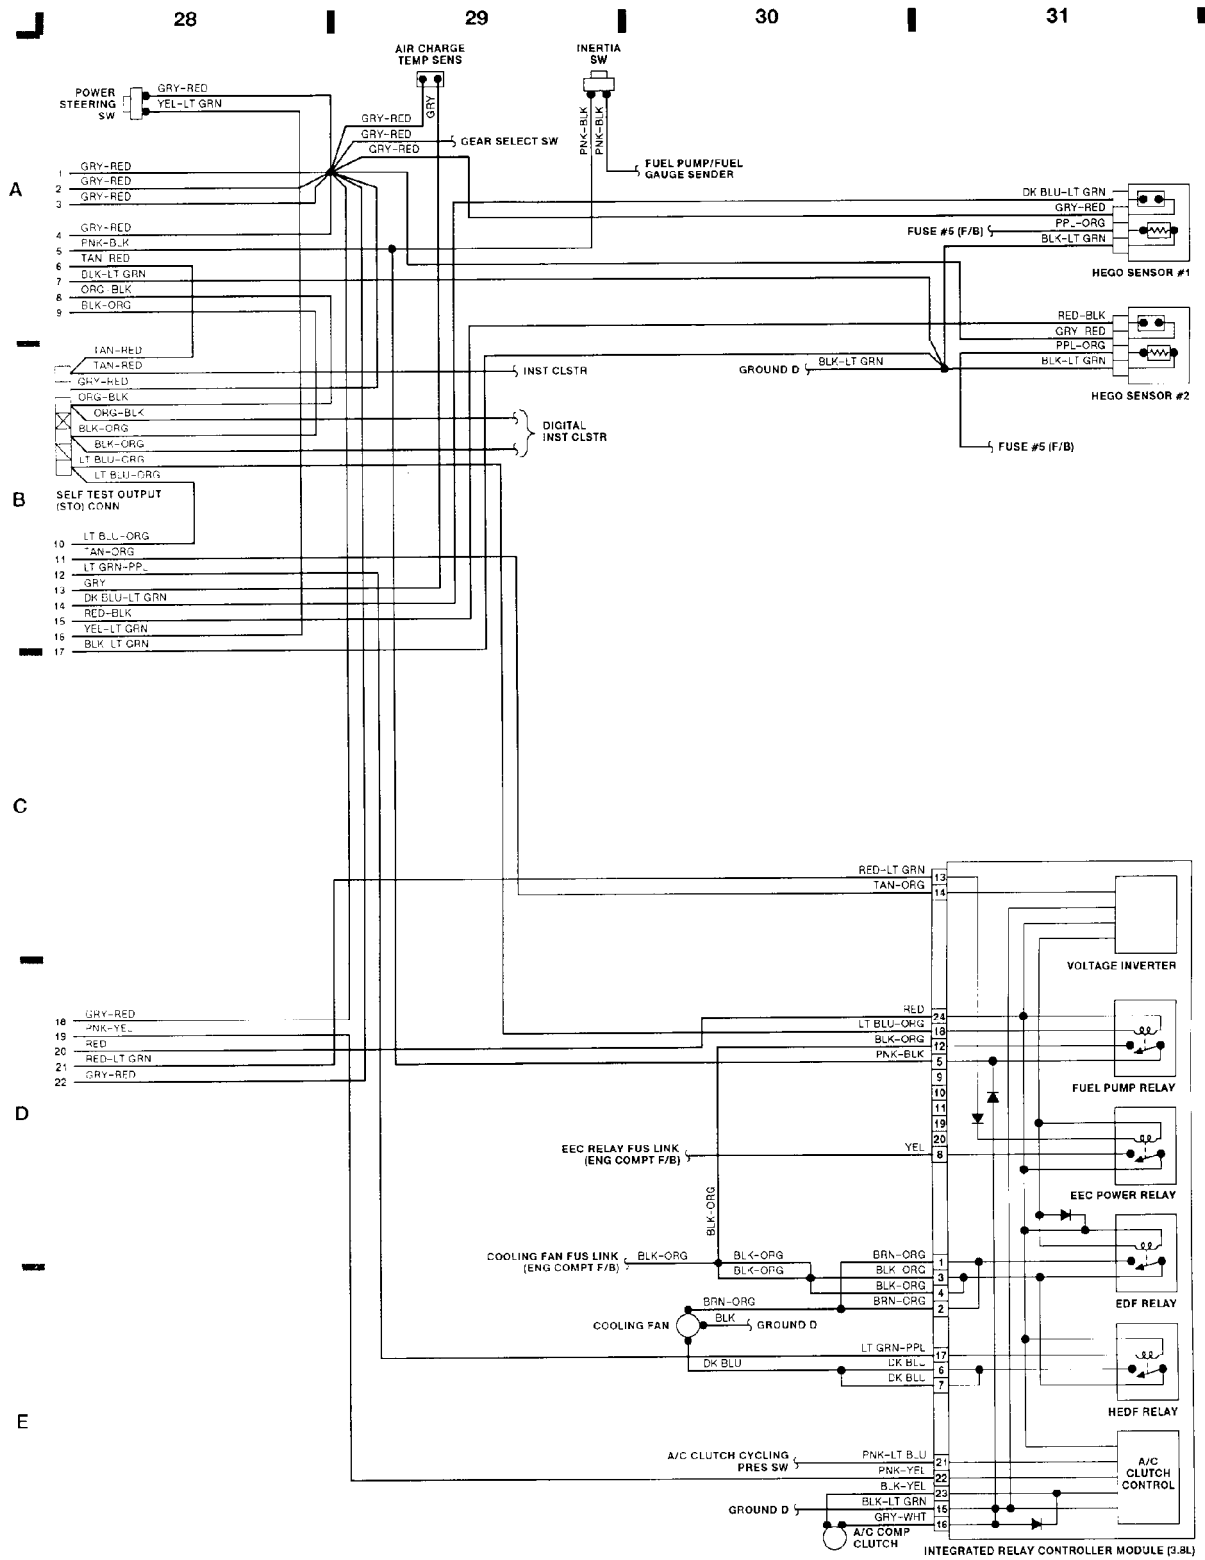 28 29 30 31
AIR CHARGE
TEMP SENS
INERTIA
SW
POWER
STEERING
SW
GRY-RED
YEL-LT GRN
GRY
PNK-BLK
PNK-BLK
GRY-RED
GRY-RED
GEAR SELECT SW
GRY-RED
FUEL PUMP/FUEL
GAUGE SENDER
A
1 GRY-RED
2 GRY-RED
3 GRY-RED
4 GRY-RED
5 PNK-BLK
6 TAN RED
7 BLK-LT GRN
8 ORG-BLK
9 BLK-ORG
DK BLU-LT GRN
GRY-RED
FUSE #5 (F/B)
PPL-ORG
BLK-LT GRN
HEGO SENSOR #1
RED-BLK
GRY RED
PPL-ORG
BLK-LT GRN
HEGO SENSOR #2
GROUND D
BLK-LT GRN
FUSE #5 (F/B)
TAN-RED
TAN-RED
INST CLSTR
GRY-RED
ORG-BLK
ORG-BLK
BLK-ORG
BLK-ORG
DIGITAL
INST CLSTR
LT BLU-ORG
LT BLU-ORG
SELF TEST OUTPUT
(STO) CONN
B
10 LT BLU-ORG
11 TAN-ORG
12 LT GRN-PPL
13 GRY
14 DK BLU-LT GRN
15 RED-BLK
16 YEL-LT GRN
17 BLK LT GRN
C
RED-LT GRN 13
TAN-ORG 14
VOLTAGE INVERTER
18 GRY-RED
19 PNK-YEL
20 RED
21 RED-LT GRN
22 GRY-RED
RED 24
LT BLU-ORG 18
BLK-ORG 12
PNK-BLK 5
9
10
11
19
20
FUEL PUMP RELAY
D
EEC RELAY FUS LINK
(ENG COMPT F/B)
YEL 8
EEC POWER RELAY
BLK-ORG
COOLING FAN FUS LINK
(ENG COMPT F/B)
BLK-ORG
BLK-ORG
BLK-ORG
BRN-ORG 1
BLK ORG 3
BLK-ORG 4
BRN-ORG 2
EDF RELAY
BRN-ORG
BLK
GROUND D
COOLING FAN
DK BLU
LT GRN-PPL 17
DK BLU 6
DK BLU 7
HEDF RELAY
E
A/C CLUTCH CYCLING
PRES SW
PNK-LT BLU 21
PNK-YEL 22
BLK-YEL 23
GROUND D
BLK-LT GRN 15
GRY-WHT 16
A/C COMP
CLUTCH
A/C
CLUTCH
CONTROL
INTEGRATED RELAY CONTROLLER MODULE (3.8L)